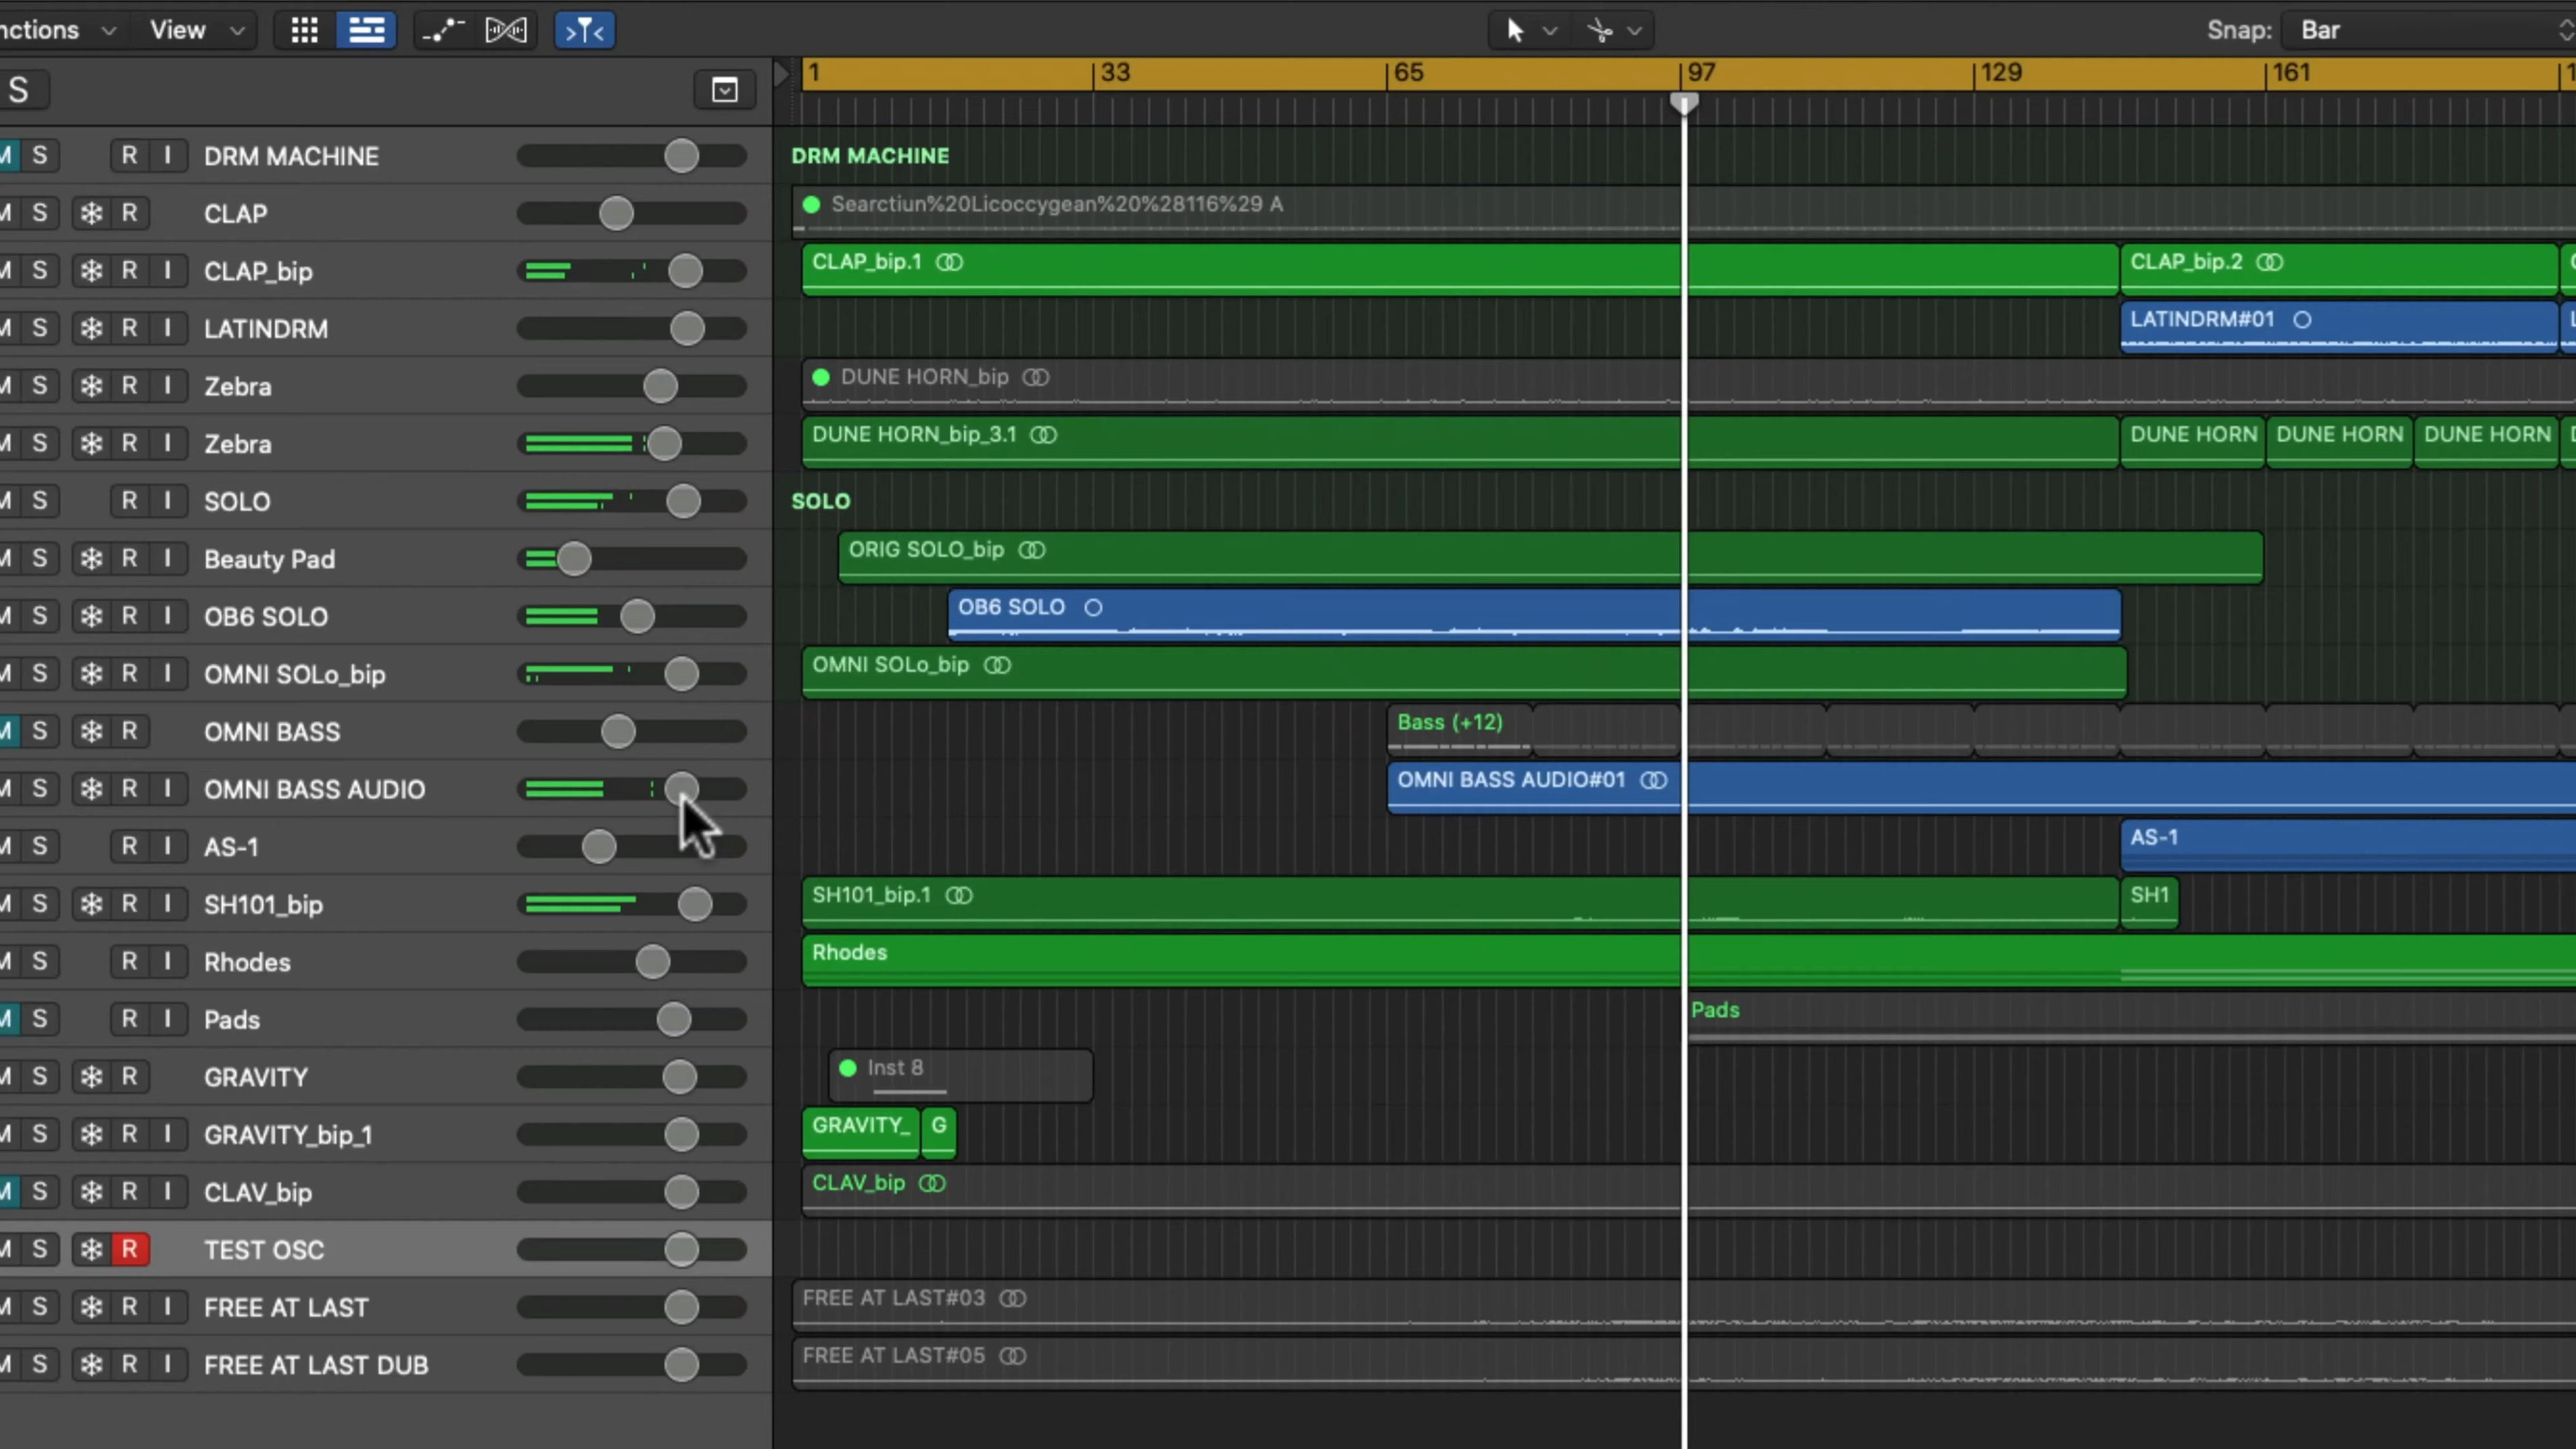 nctions View Snap: Bar
S 1 33 65 97 129 161 1
M S R I DRM MACHINE DRM MACHINE
M S R CLAP Searctiun%20Licoccygean%20%28116%29 A
M S R I CLAP_bip CLAP_bip.1 CLAP_bip.2
M S R I LATINDRM LATINDRM#01
M S R I Zebra DUNE HORN_bip
M S R I Zebra DUNE HORN_bip_3.1 DUNE HORN DUNE HORN DUNE HORN
M S R I SOLO SOLO
M S R I Beauty Pad ORIG SOLO_bip
M S R I OB6 SOLO OB6 SOLO
M S R I OMNI SOLo_bip OMNI SOLo_bip
M S R OMNI BASS Bass (+12)
M S R I OMNI BASS AUDIO OMNI BASS AUDIO#01
M S R I AS-1 AS-1
M S R I SH101_bip SH101_bip.1 SH1
M S R I Rhodes Rhodes
M S R I Pads Pads
M S R GRAVITY Inst 8
M S R I GRAVITY_bip_1 GRAVITY_ G
M S R I CLAV_bip CLAV_bip
M S R TEST OSC
M S R I FREE AT LAST FREE AT LAST#03
M S R I FREE AT LAST DUB FREE AT LAST#05